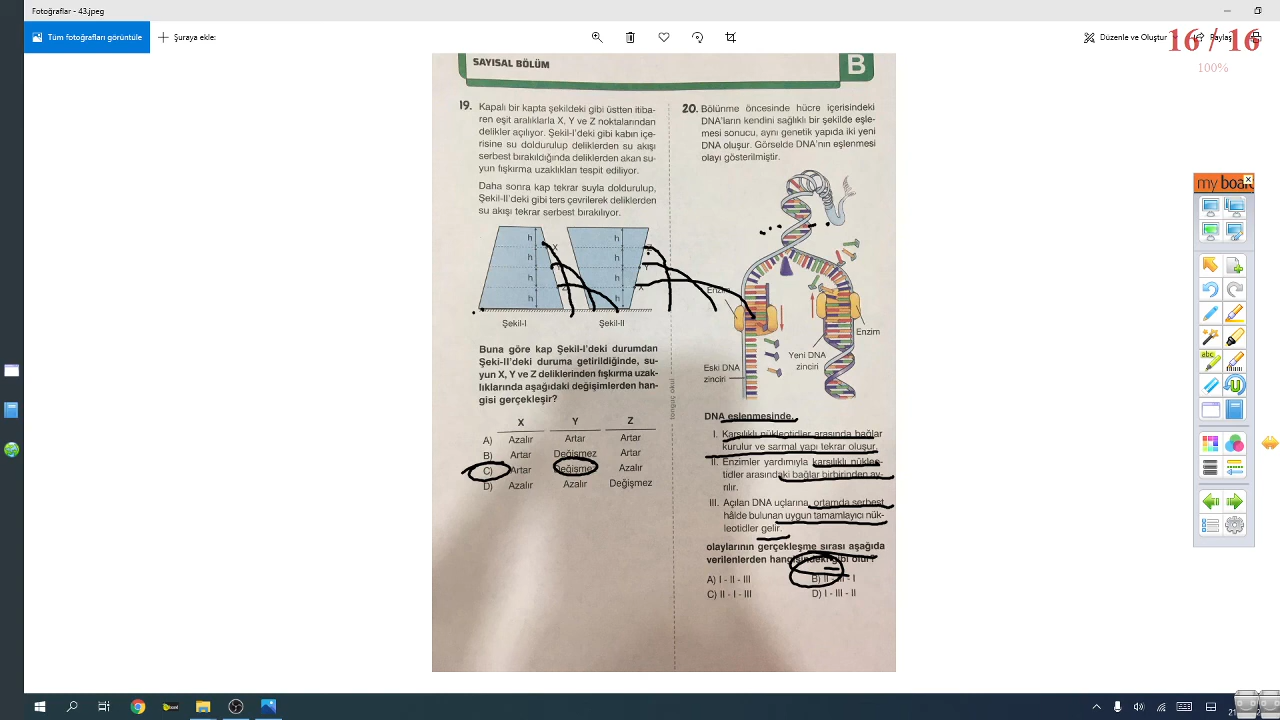 Fotoğraflar - 43.jpeg
Tüm fotoğrafları görüntüle
Şuraya ekle:
Düzenle ve Oluştur
Paylaş
16 / 16
100%
SAYISAL BÖLÜM
B
19. Kapalı bir kapta şekildeki gibi üstten itiba-
ren eşit aralıklarla X, Y ve Z noktalarından
delikler açılıyor. Şekil-I'deki gibi kabın içe-
risine su doldurulup deliklerden su akışı
serbest bırakıldığında deliklerden akan su-
yun fışkırma uzaklıkları tespit ediliyor.
Daha sonra kap tekrar suyla doldurulup,
Şekil-II'deki gibi ters çevrilerek deliklerden
su akışı tekrar serbest bırakılıyor.
h
h
h
h
X
Z
h
h
h
h
Z
Y
X
Şekil-I
Şekil-II
Buna göre kap Şekil-I'deki durumdan
Şeki-II'deki duruma getirildiğinde, su-
yun X, Y ve Z deliklerinden fışkırma uzak-
lıklarında aşağıdaki değişimlerden han-
gisi gerçekleşir?
X Y Z
A) Azalır Artar Artar
B) Artar Değişmez Artar
C) Artar Değişmez Azalır
D) Azalır Azalır Değişmez
tonguç okul
20. Bölünme öncesinde hücre içerisindeki
DNA'ların kendini sağlıklı bir şekilde eşle-
mesi sonucu, aynı genetik yapıda iki yeni
DNA oluşur. Görselde DNA'nın eşlenmesi
olayı gösterilmiştir.
Enzim
Enzim
Yeni DNA
zinciri
Eski DNA
zinciri
DNA eşlenmesinde,
I. Karşılıklı nükleotidler arasında bağlar
kurulur ve sarmal yapı tekrar oluşur.
II. Enzimler yardımıyla karşılıklı nükleo-
tidler arasındaki bağlar birbirinden ay-
rılır.
III. Açılan DNA uçlarına, ortamda serbest
hâlde bulunan uygun tamamlayıcı nük-
leotidler gelir.
olaylarının gerçekleşme sırası aşağıda
verilenlerden hangisindeki gibi olur?
A) I - II - III
B) II - III - I
C) II - I - III
D) I - III - II
my board
abc